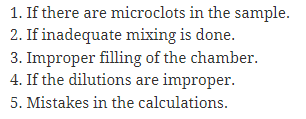 1. If there are microclots in the sample.
2. If inadequate mixing is done.
3. Improper filling of the chamber.
4. If the dilutions are improper.
5. Mistakes in the calculations.